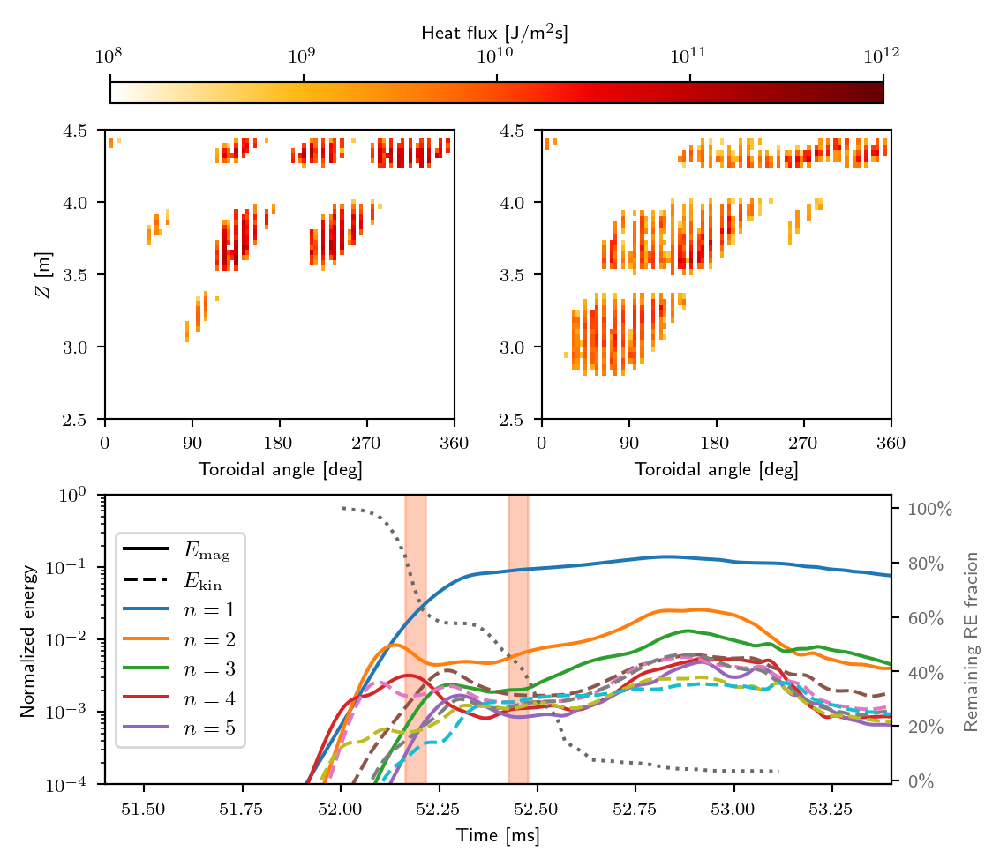 Heat flux [J/m²s]
10⁸ 10⁹ 10¹⁰ 10¹¹ 10¹²
4.5
4.0
3.5
3.0
2.5
Z [m]
0 90 180 270 360
Toroidal angle [deg]
4.5
4.0
3.5
3.0
2.5
0 90 180 270 360
Toroidal angle [deg]
10⁰
10⁻¹
10⁻²
10⁻³
10⁻⁴
Normalized energy
E_mag
E_kin
n = 1
n = 2
n = 3
n = 4
n = 5
100%
80%
60%
40%
20%
0%
Remaining RE fracion
51.50 51.75 52.00 52.25 52.50 52.75 53.00 53.25
Time [ms]